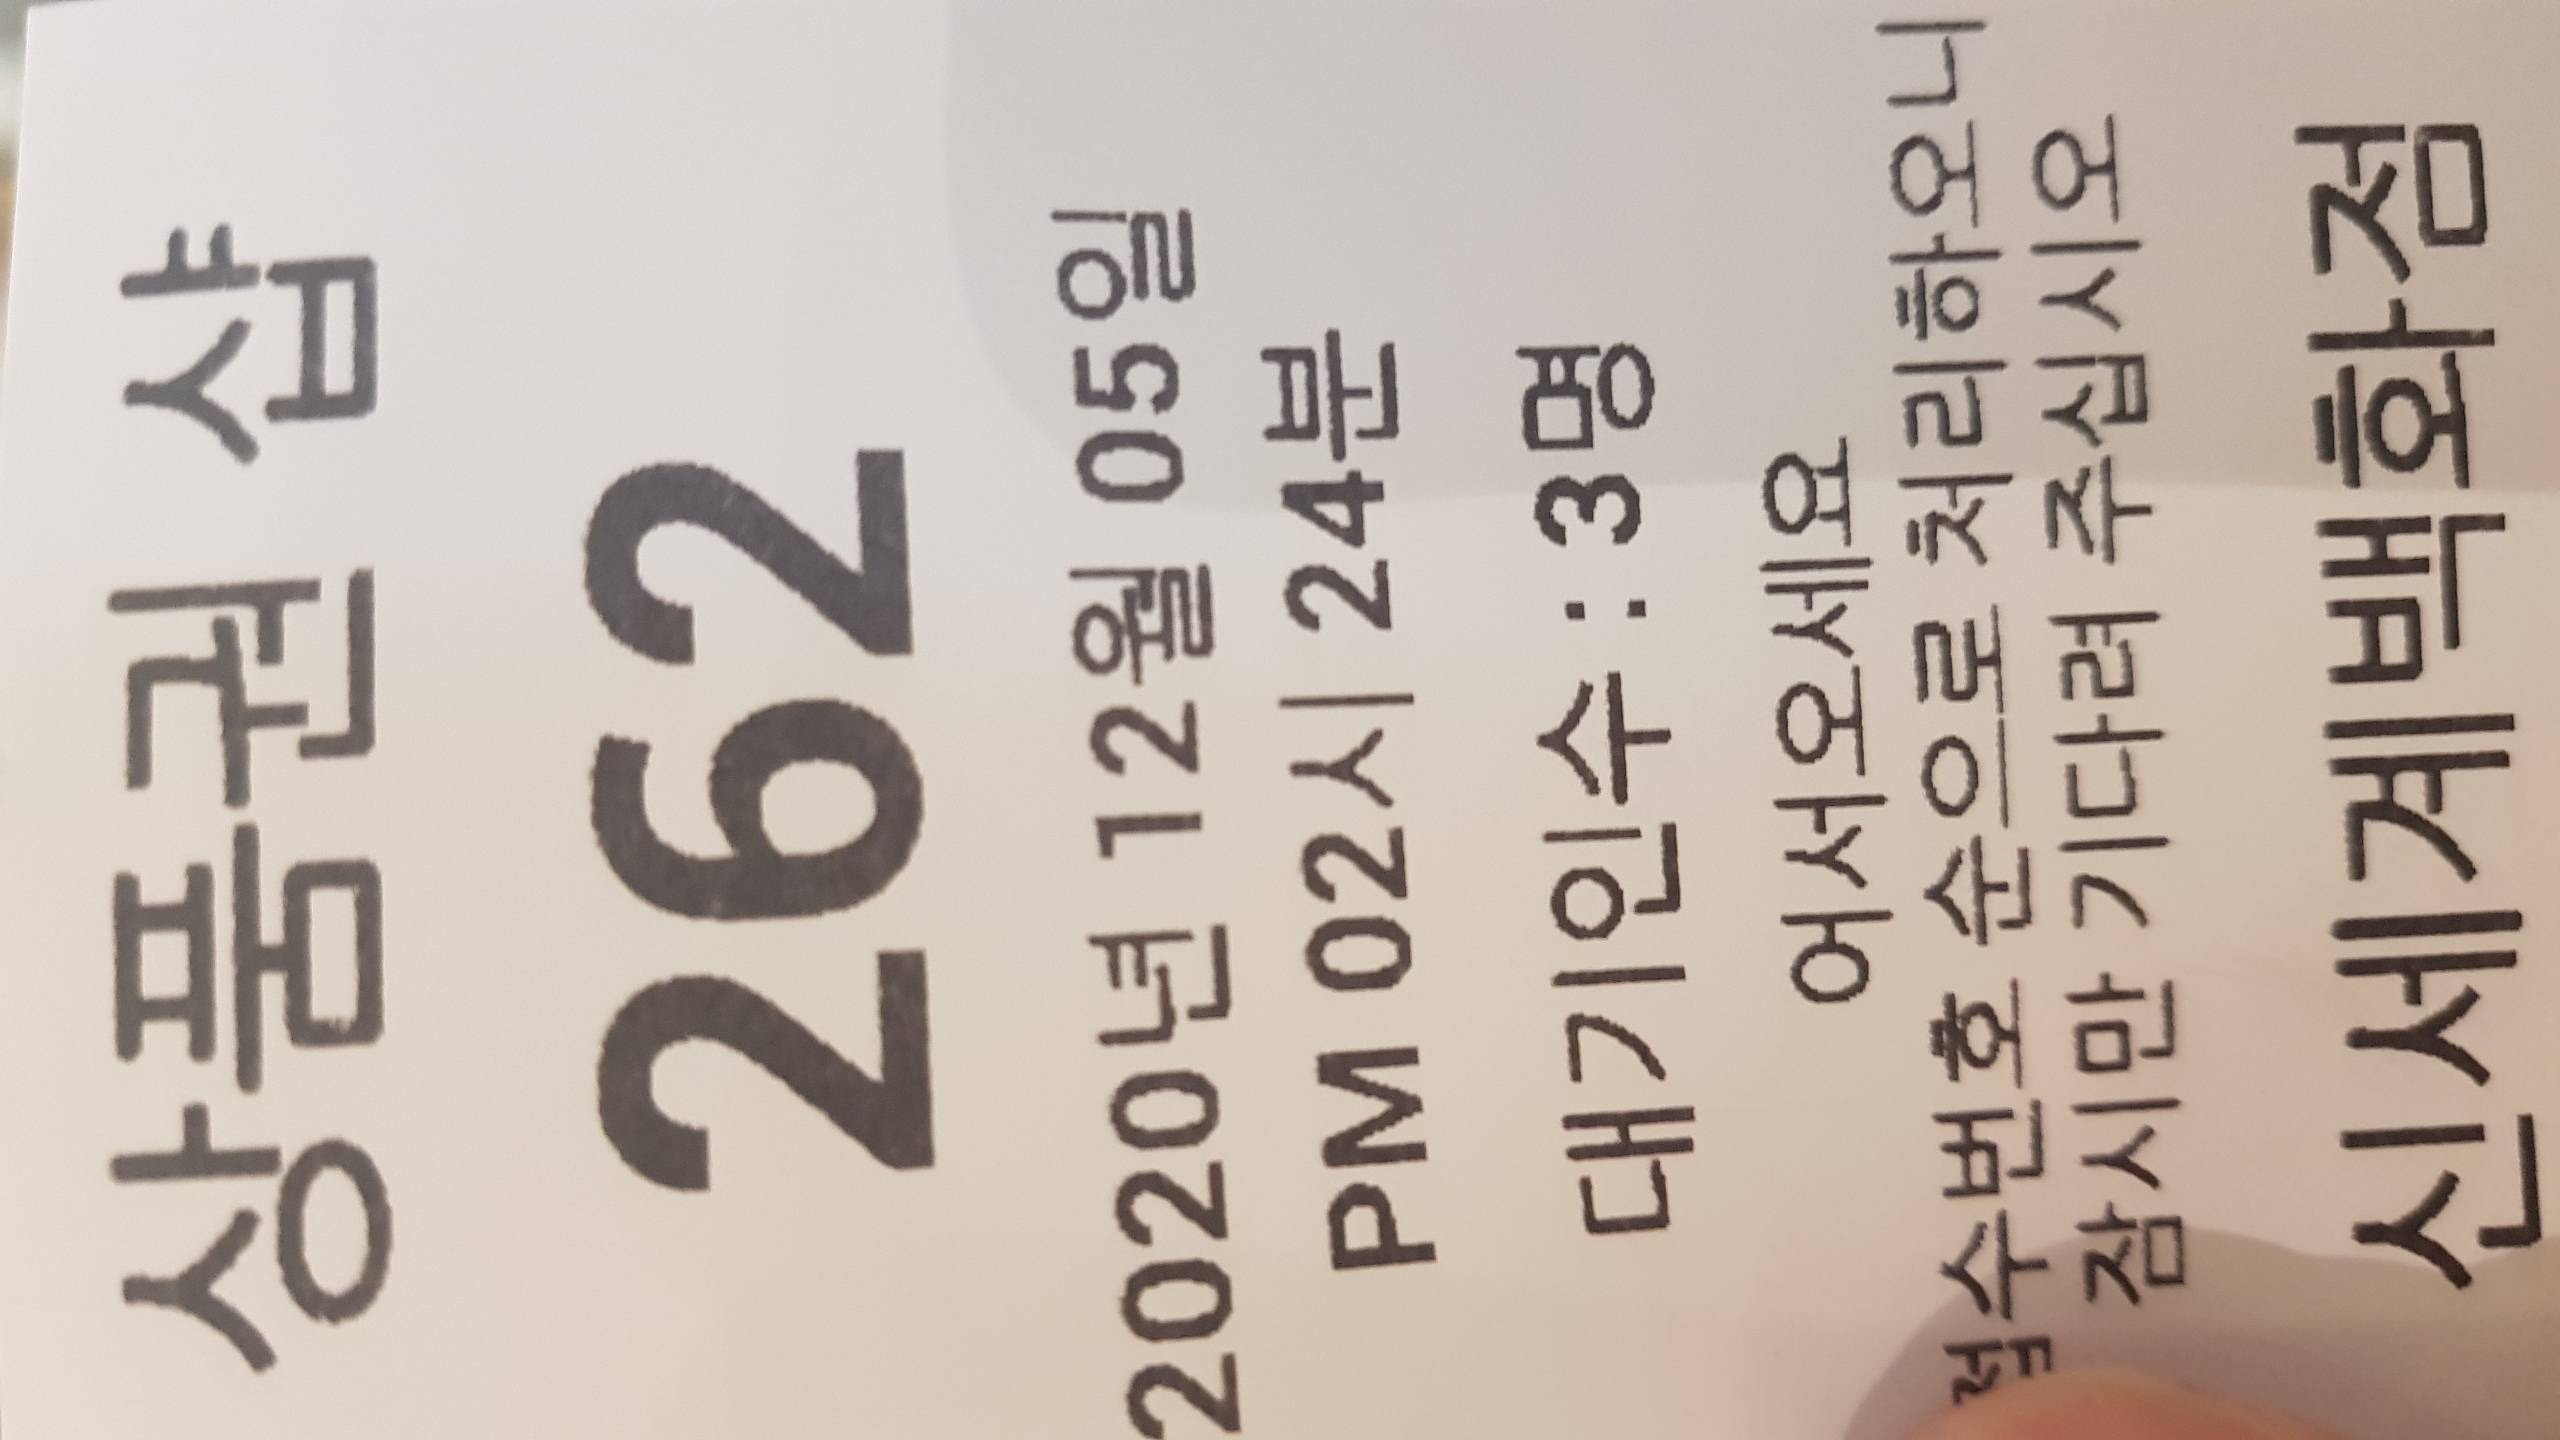 상품권 샵
262
2020년 12월 05일
PM 02시 24분
대기인수 : 3명
어서오세요
접수번호 순으로 처리하오니
잠시만 기다려 주십시오
신세계백화점